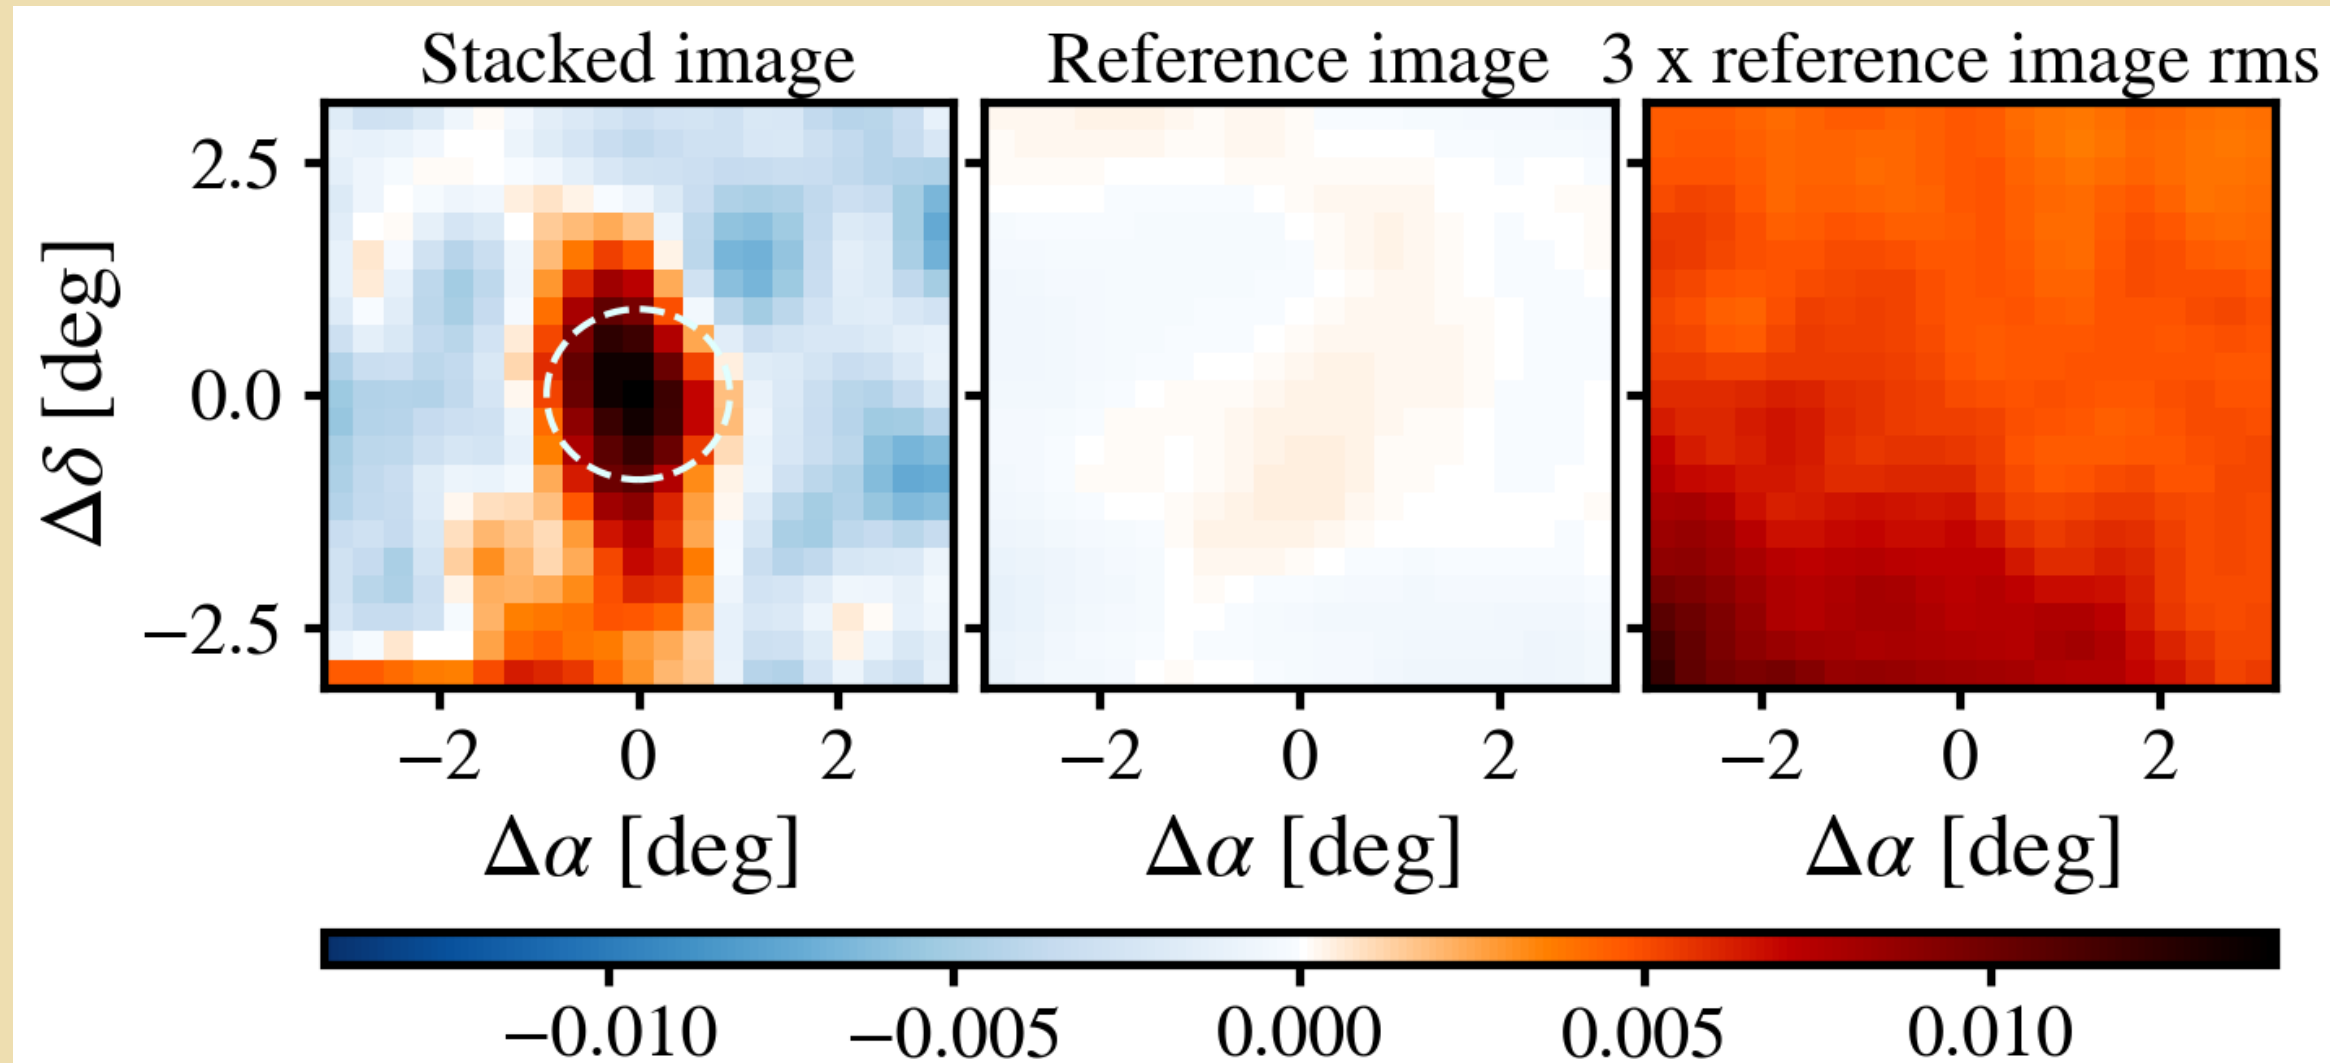 Stacked image
Reference image
3 x reference image rms
2.5
0.0
−2.5
Δδ [deg]
−2 0 2
−2 0 2
−2 0 2
Δα [deg]
Δα [deg]
Δα [deg]
−0.010 −0.005 0.000 0.005 0.010